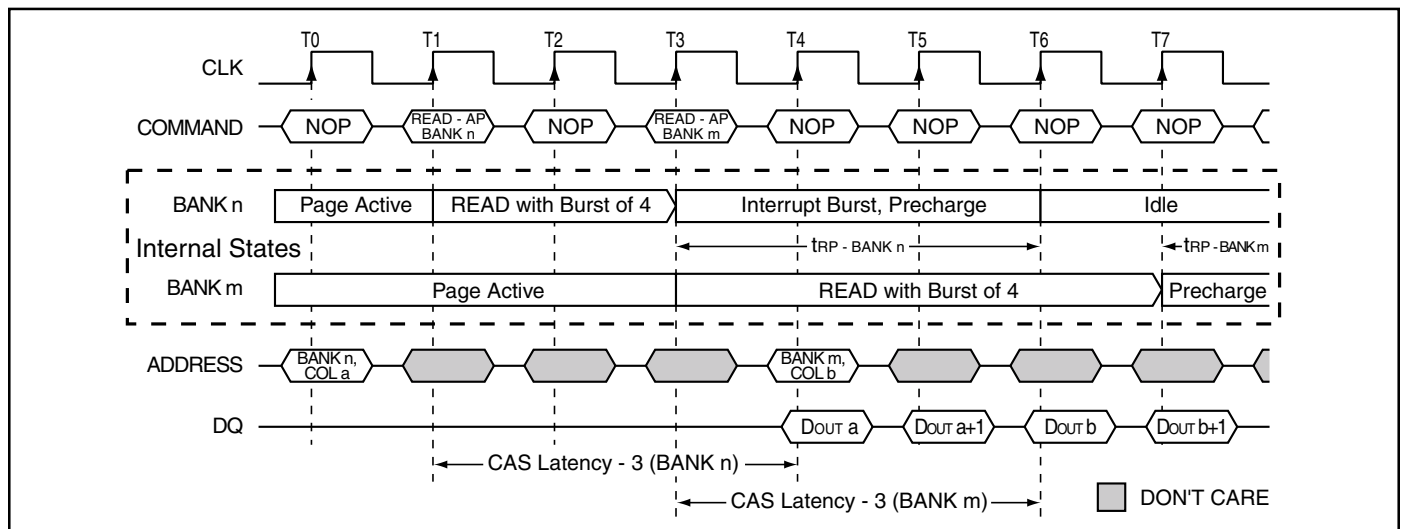 T0 T1 T2 T3 T4 T5 T6 T7
CLK
COMMAND NOP READ - AP NOP READ - AP NOP NOP NOP NOP
BANK n BANK m
BANK n Page Active READ with Burst of 4 Interrupt Burst, Precharge Idle
Internal States tRP - BANK n tRP - BANK m
BANK m Page Active READ with Burst of 4 Precharge
ADDRESS BANK n, BANK m,
COL a COL b
DQ DOUT a DOUT a+1 DOUT b DOUT b+1
CAS Latency - 3 (BANK n)
CAS Latency - 3 (BANK m) DON'T CARE